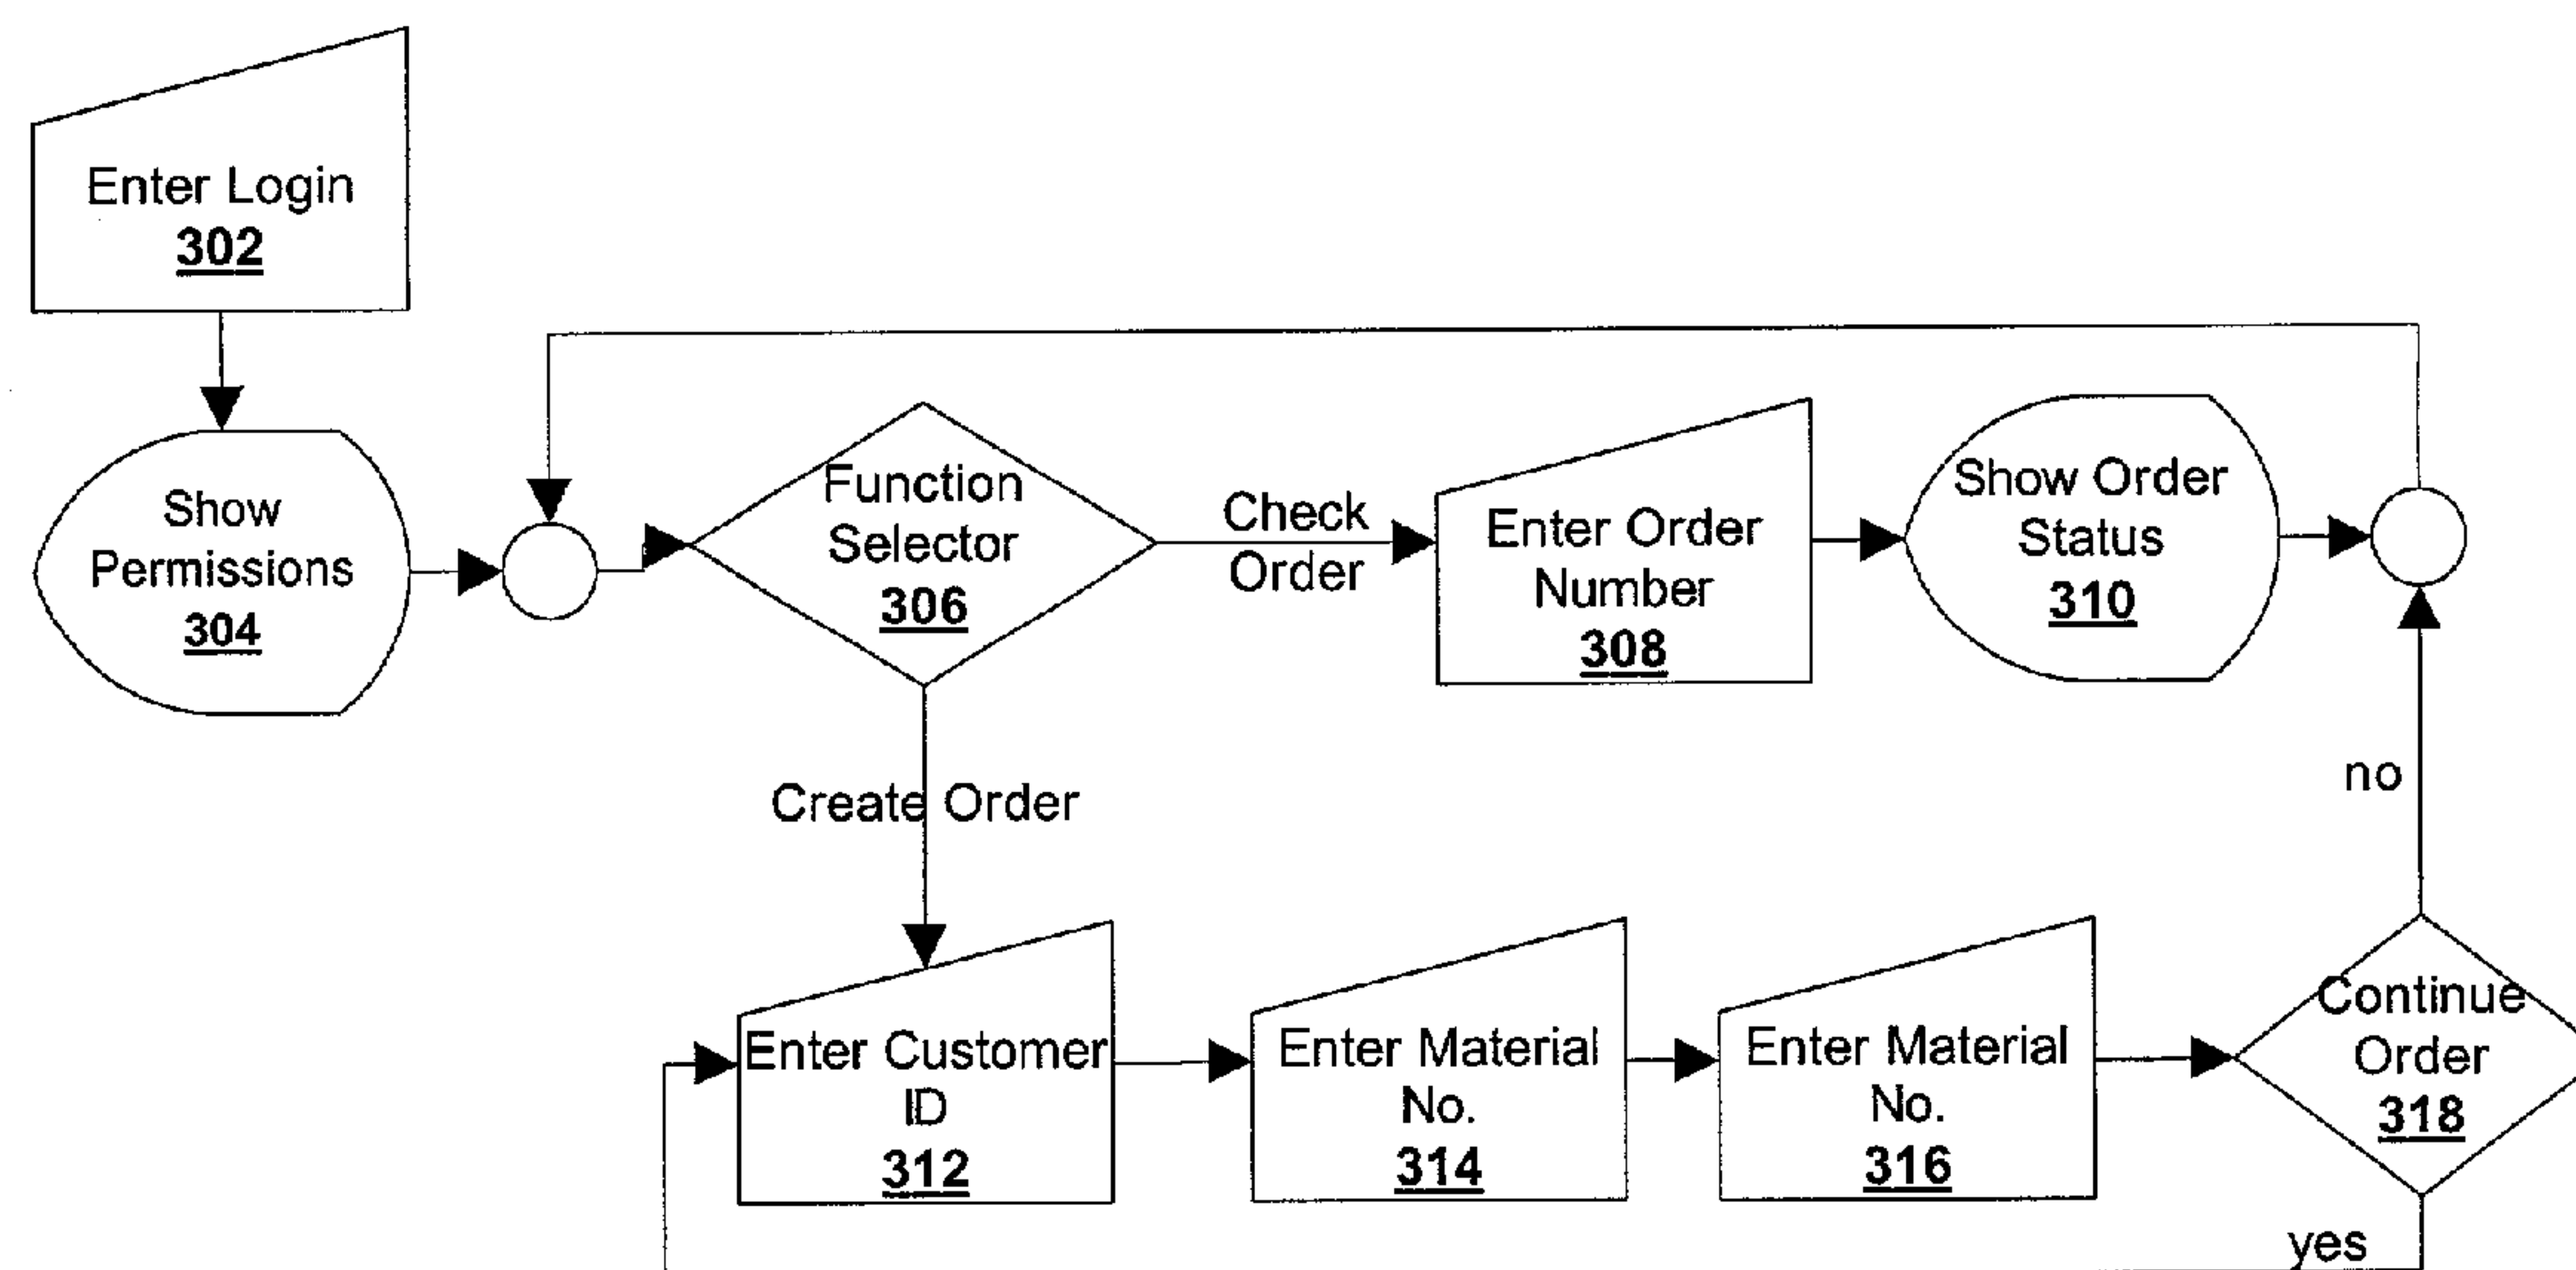 Enter Login
302
Show
Permissions
304
Function
Selector
306
Check
Order
Enter Order
Number
308
Show Order
Status
310
Create Order
no
Enter Customer
ID
312
Enter Material
No.
314
Enter Material
No.
316
Continue
Order
318
yes